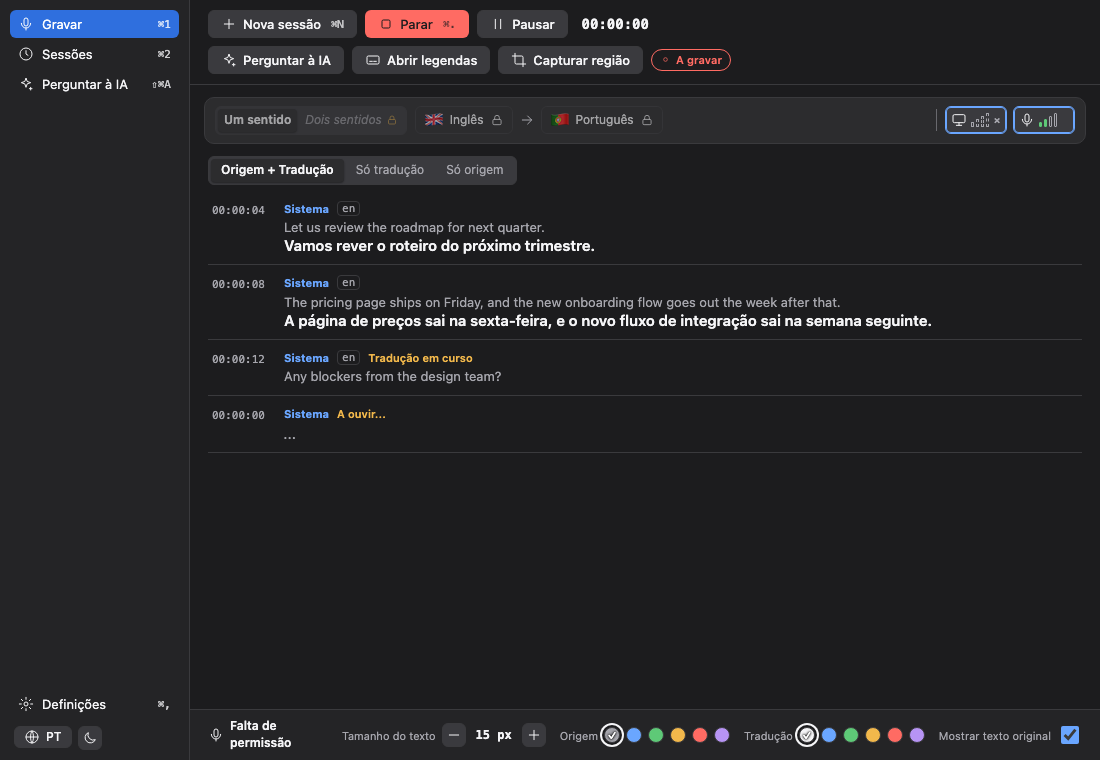 Gravar ⌘1
Sessões ⌘2
Perguntar à IA ⇧⌘A
Nova sessão ⌘N
Parar ⌘.
Pausar
00:00:00
Perguntar à IA
Abrir legendas
Capturar região
A gravar
Um sentido
Dois sentidos
Inglês
Português
Origem + Tradução
Só tradução
Só origem
00:00:04 Sistema en
Let us review the roadmap for next quarter.
Vamos rever o roteiro do próximo trimestre.
00:00:08 Sistema en
The pricing page ships on Friday, and the new onboarding flow goes out the week after that.
A página de preços sai na sexta-feira, e o novo fluxo de integração sai na semana seguinte.
00:00:12 Sistema en Tradução em curso
Any blockers from the design team?
00:00:00 Sistema A ouvir...
...
Definições ⌘,
PT
Falta de
permissão
Tamanho do texto
15 px
Origem
Tradução
Mostrar texto original